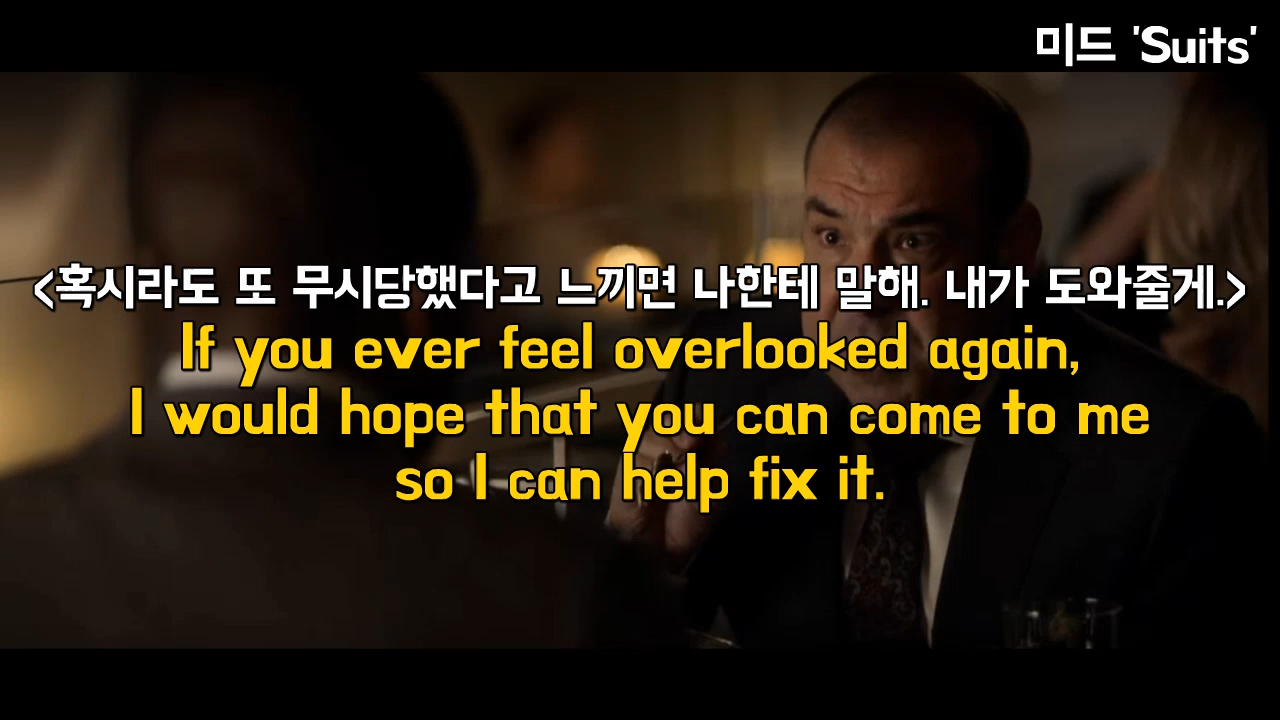 미드 'Suits'
<혹시라도 또 무시당했다고 느끼면 나한테 말해. 내가 도와줄게.>
If you ever feel overlooked again,
I would hope that you can come to me
so I can help fix it.